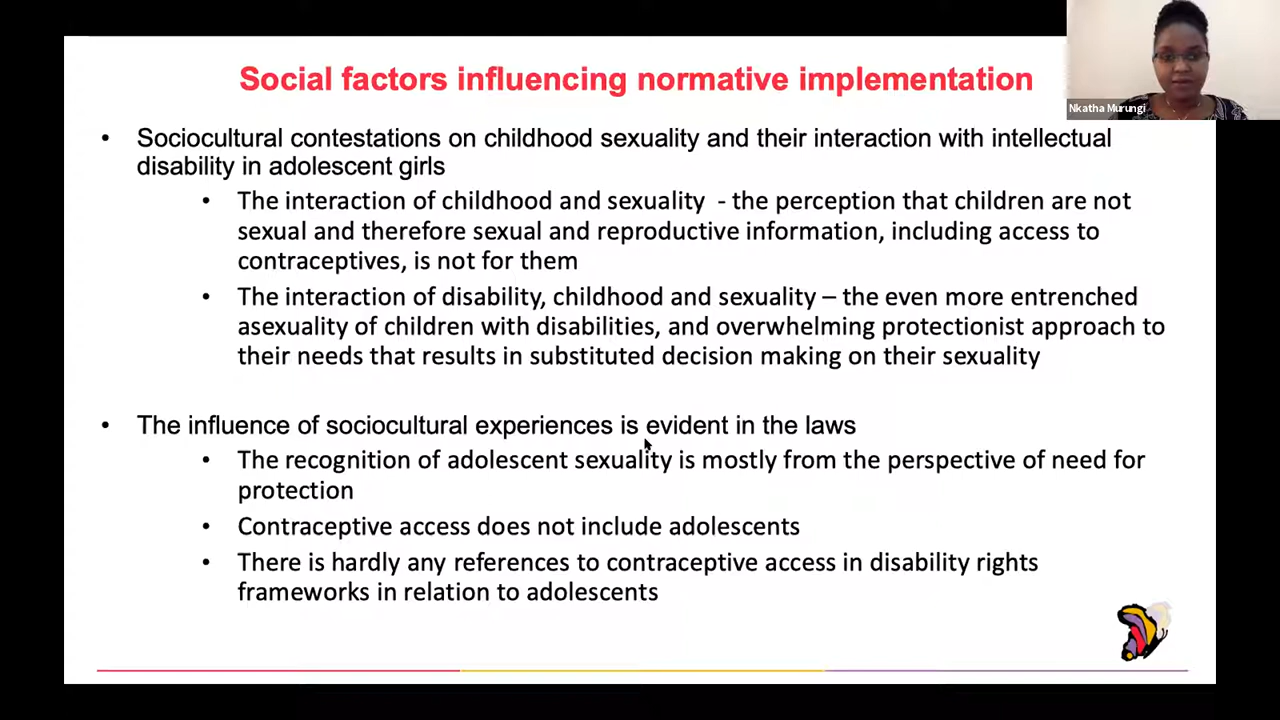 Social factors influencing normative implementation
Nkatha Murungi
• Sociocultural contestations on childhood sexuality and their interaction with intellectual
disability in adolescent girls
• The interaction of childhood and sexuality - the perception that children are not
sexual and therefore sexual and reproductive information, including access to
contraceptives, is not for them
• The interaction of disability, childhood and sexuality – the even more entrenched
asexuality of children with disabilities, and overwhelming protectionist approach to
their needs that results in substituted decision making on their sexuality
• The influence of sociocultural experiences is evident in the laws
• The recognition of adolescent sexuality is mostly from the perspective of need for
protection
• Contraceptive access does not include adolescents
• There is hardly any references to contraceptive access in disability rights
frameworks in relation to adolescents